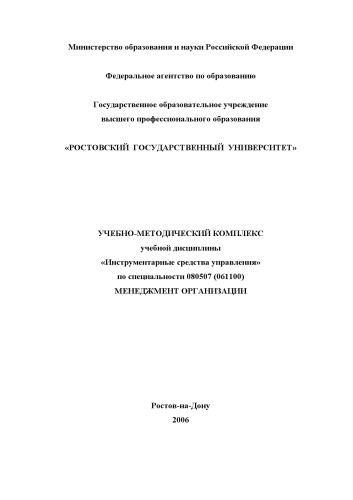 Министерство образования и науки Российской Федерации
Федеральное агентство по образованию
Государственное образовательное учреждение
высшего профессионального образования
«РОСТОВСКИЙ ГОСУДАРСТВЕННЫЙ УНИВЕРСИТЕТ»
УЧЕБНО-МЕТОДИЧЕСКИЙ КОМПЛЕКС
учебной дисциплины
«Инструментарные средства управления»
по специальности 080507 (061100)
МЕНЕДЖМЕНТ ОРГАНИЗАЦИИ
Ростов-на-Дону
2006